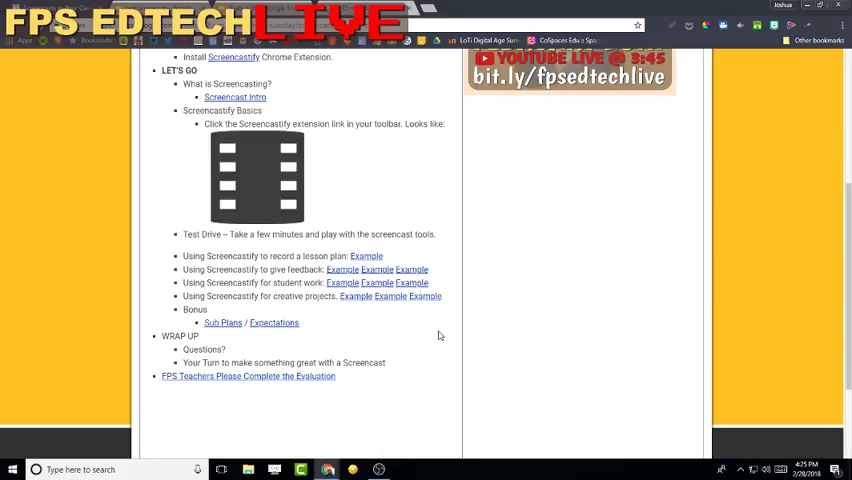 FPS EDTECH LIVE
Joshua
Apps
Bookmarks
LoTi Digital Age Sur
CoSpaces Edu
Other bookmarks
Install Screencastify Chrome Extension.
YOUTUBE LIVE @ 3:45
bit.ly/fpsedtechlive
LET'S GO
What is Screencasting?
Screencast Intro
Screencastify Basics
Click the Screencastify extension link in your toolbar. Looks like:
Test Drive – Take a few minutes and play with the screencast tools.
Using Screencastify to record a lesson plan: Example
Using Screencastify to give feedback: Example Example Example
Using Screencastify for student work: Example Example Example
Using Screencastify for creative projects. Example Example Example
Bonus
Sub Plans / Expectations
WRAP UP
Questions?
Your Turn to make something great with a Screencast
FPS Teachers Please Complete the Evaluation
Type here to search
4:25 PM
2/28/2018